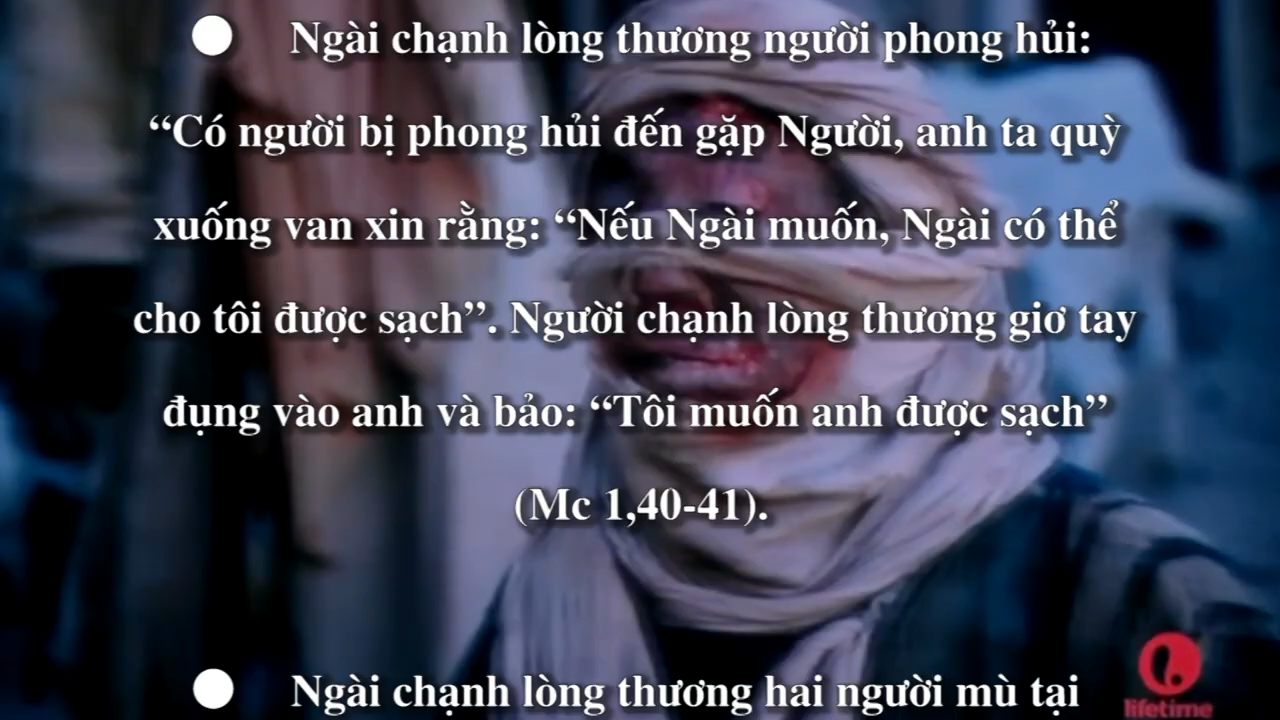 ● Ngài chạnh lòng thương người phong hủi:
“Có người bị phong hủi đến gặp Người, anh ta quỳ
xuống van xin rằng: “Nếu Ngài muốn, Ngài có thể
cho tôi được sạch”. Người chạnh lòng thương giơ tay
đụng vào anh và bảo: “Tôi muốn anh được sạch”
(Mc 1,40-41).
● Ngài chạnh lòng thương hai người mù tại
lifetime